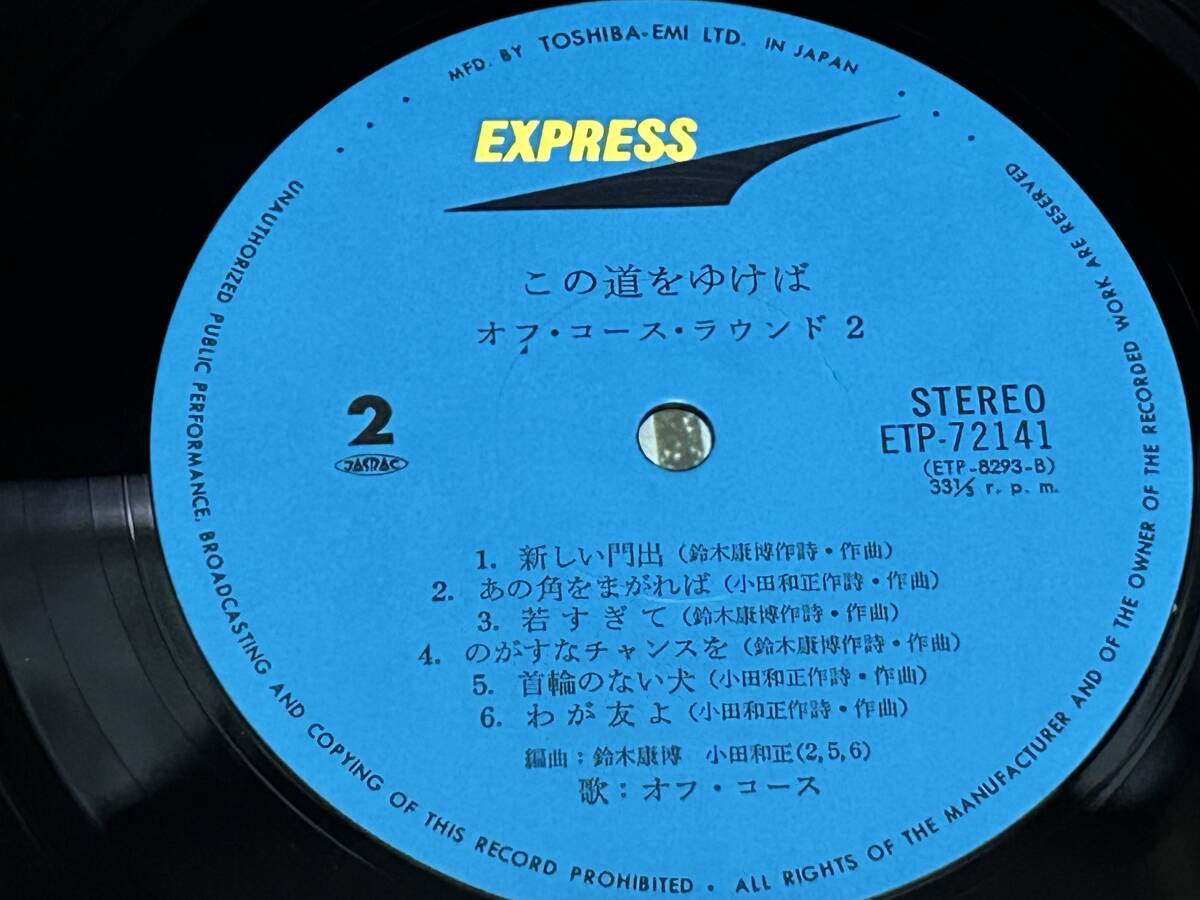 MFD. BY TOSHIBA-EMI LTD. IN JAPAN
EXPRESS
この道をゆけば
オフ・コース・ラウンド 2
2
JASRAC
STEREO
ETP-72141
(ETP-8293-B)
33⅓ r. p. m.
1. 新しい門出 (鈴木康博作詩・作曲)
2. あの角をまがれば (小田和正作詩・作曲)
3. 若すぎて (鈴木康博作詩・作曲)
4. のがすなチャンスを (鈴木康博作詩・作曲)
5. 首輪のない犬 (小田和正作詩・作曲)
6. わが友よ (小田和正作詩・作曲)
編曲：鈴木康博 小田和正(2,5,6)
歌：オフ・コース
UNAUTHORIZED PUBLIC PERFORMANCE, BROADCASTING AND COPYING OF THIS RECORD PROHIBITED • ALL RIGHTS OF THE MANUFACTURER AND OF THE OWNER OF THE RECORDED WORK ARE RESERVED